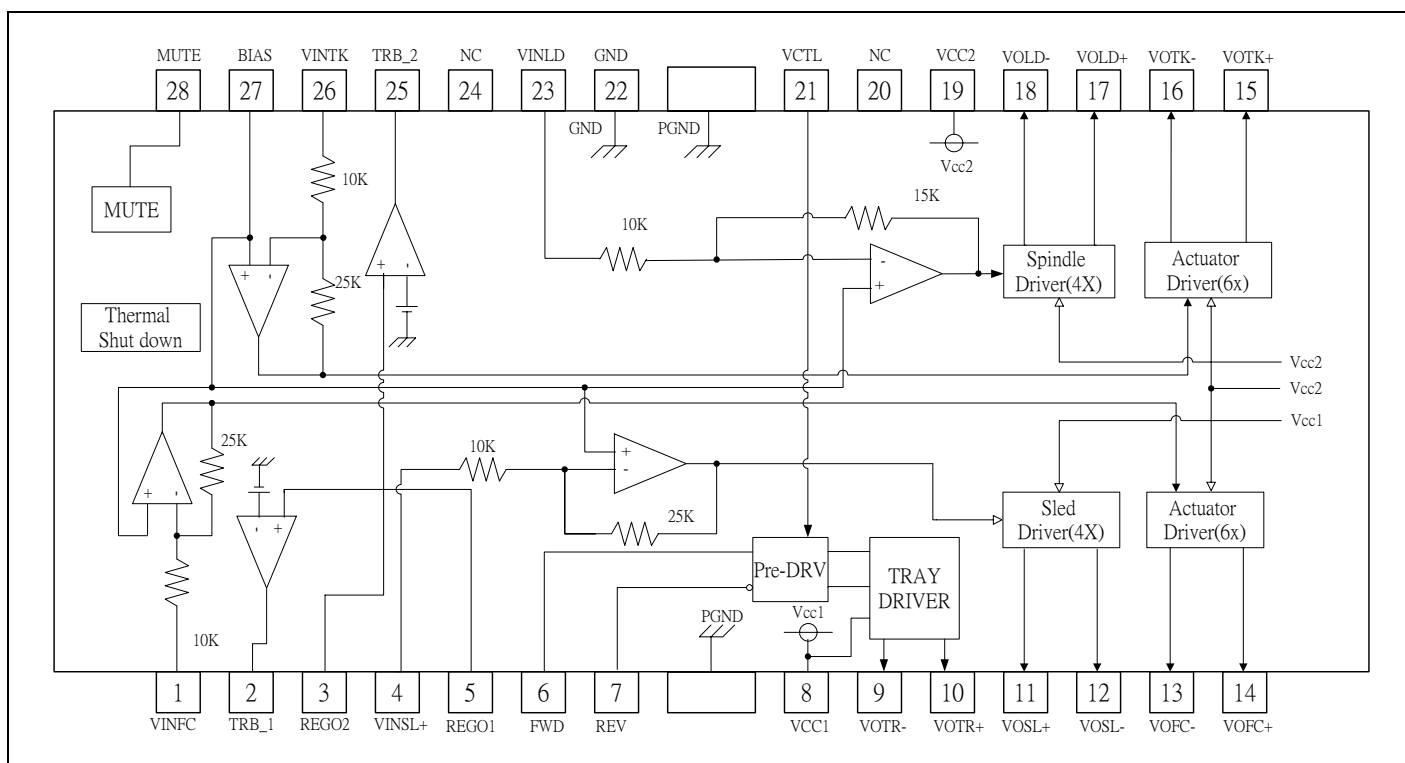 MUTE BIAS VINTK TRB_2 NC VINLD GND VCTL NC VCC2 VOLD- VOLD+ VOTK- VOTK+
28 27 26 25 24 23 22 21 20 19 18 17 16 15
GND PGND
Vcc2
MUTE
10K
15K
10K
+ -
25K
+ -
-
+
Spindle
Driver(4X)
Actuator
Driver(6x)
Thermal
Shut down
Vcc2
Vcc2
Vcc1
25K
10K
+
-
+ -
- +
25K
Sled
Driver(4X)
Actuator
Driver(6x)
Pre-DRV
TRAY
DRIVER
10K
PGND
Vcc1
1 2 3 4 5 6 7 8 9 10 11 12 13 14
VINFC TRB_1 REGO2 VINSL+ REGO1 FWD REV VCC1 VOTR- VOTR+ VOSL+ VOSL- VOFC- VOFC+